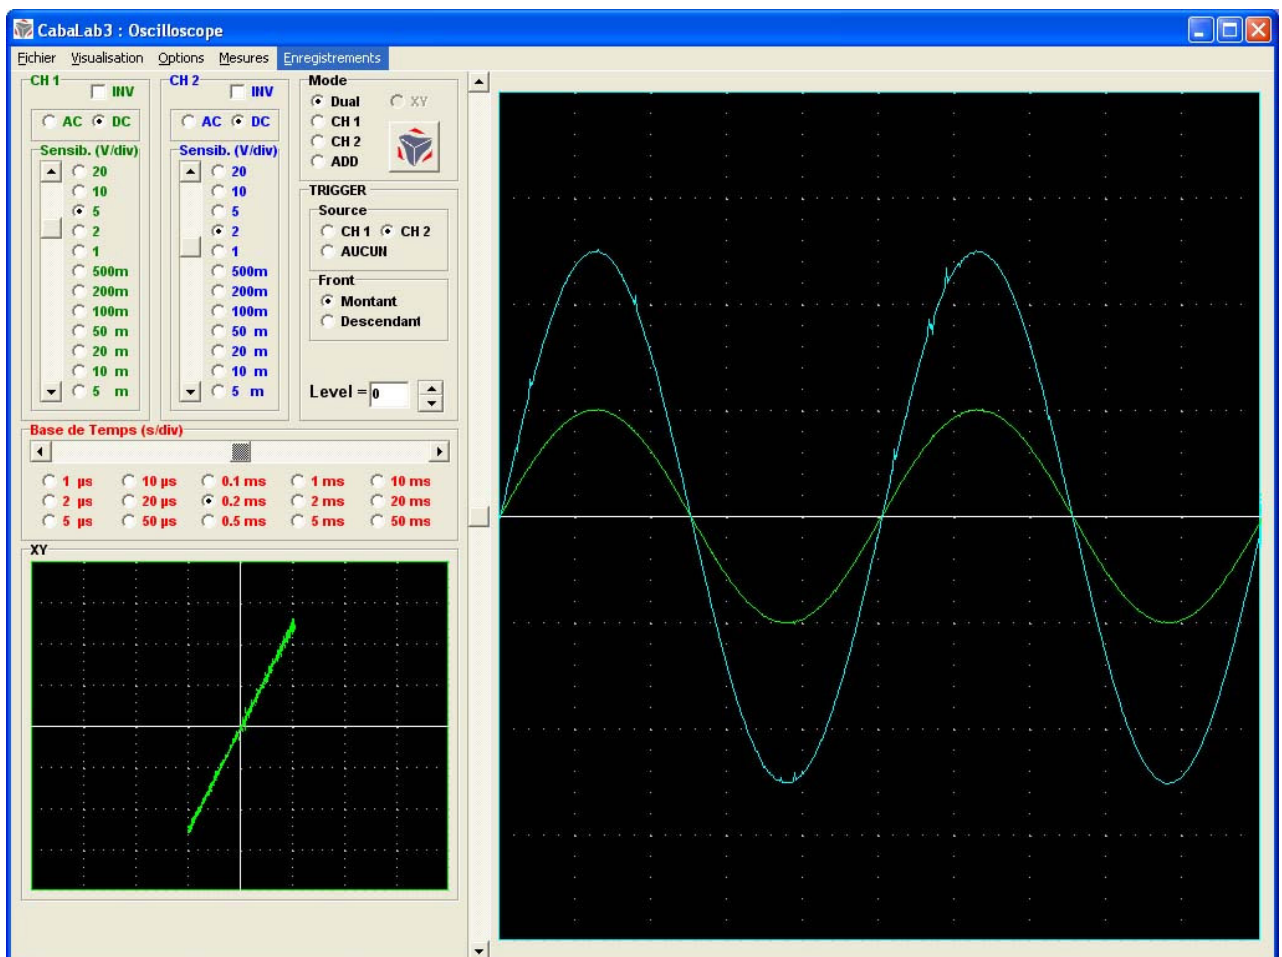 CabaLab3 : Oscilloscope
Fichier Visualisation Options Mesures Enregistrements
CH 1
INV
AC DC
Sensib. (V/div)
20
10
5
2
1
500m
200m
100m
50 m
20 m
10 m
5 m
CH 2
INV
AC DC
Sensib. (V/div)
20
10
5
2
1
500m
200m
100m
50 m
20 m
10 m
5 m
Mode
Dual XY
CH 1
CH 2
ADD
TRIGGER
Source
CH 1 CH 2
AUCUN
Front
Montant
Descendant
Level = 0
Base de Temps (s/div)
1 µs 10 µs 0.1 ms 1 ms 10 ms
2 µs 20 µs 0.2 ms 2 ms 20 ms
5 µs 50 µs 0.5 ms 5 ms 50 ms
XY